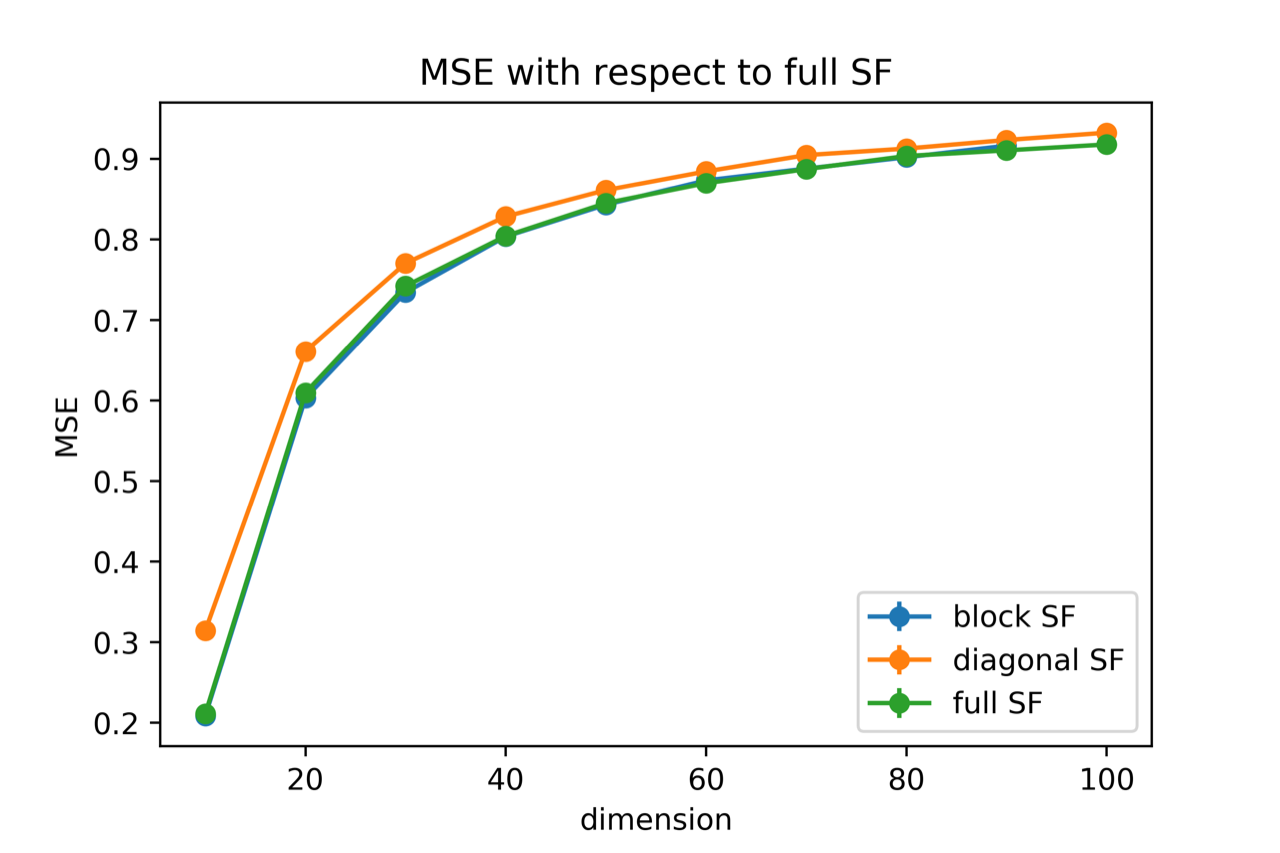 MSE with respect to full SF
MSE
0.9
0.8
0.7
0.6
0.5
0.4
0.3
0.2
20 40 60 80 100
dimension
block SF
diagonal SF
full SF